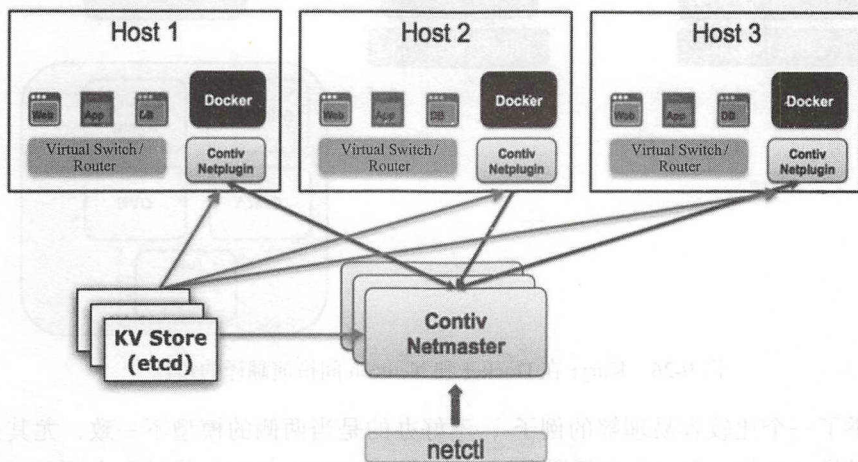 Host 1
Web
App
DB
Docker
Virtual Switch/
Router
Contiv
Netplugin
Host 2
Web
App
DB
Docker
Virtual Switch/
Router
Contiv
Netplugin
Host 3
Web
App
DB
Docker
Virtual Switch/
Router
Contiv
Netplugin
KV Store
(etcd)
Contiv
Netmaster
netctl